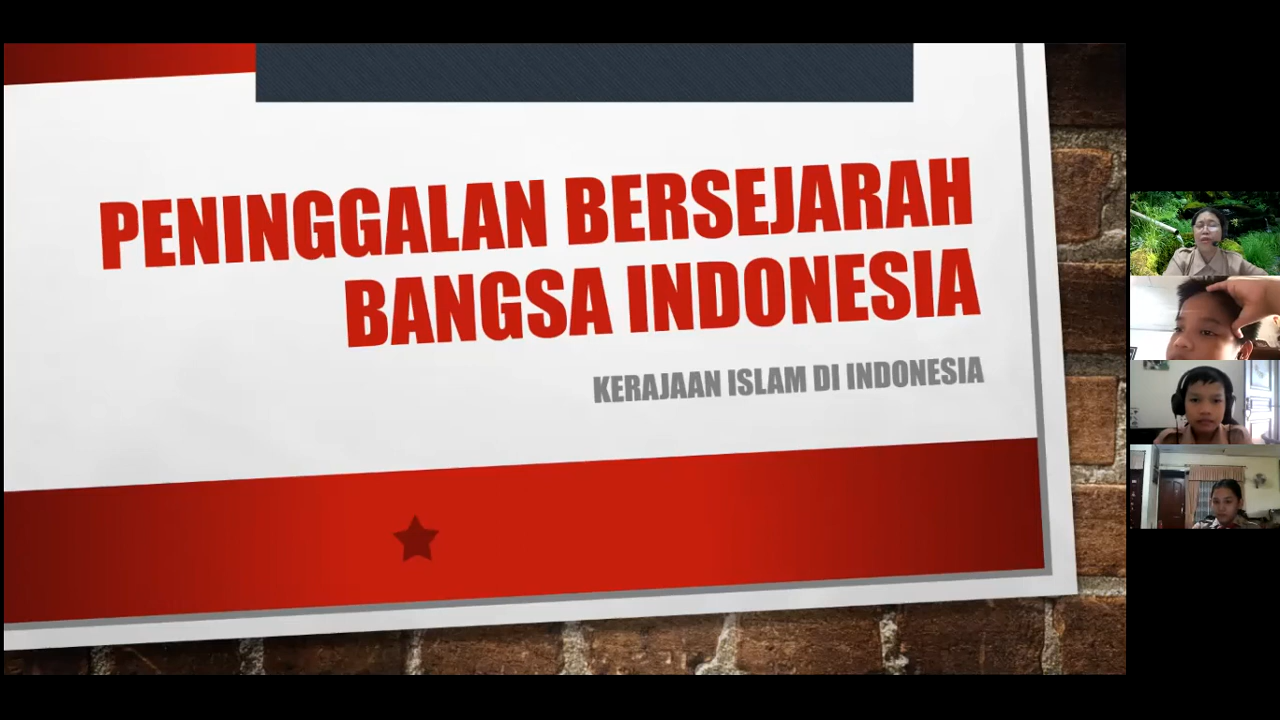 PENINGGALAN BERSEJARAH
BANGSA INDONESIA
KERAJAAN ISLAM DI INDONESIA